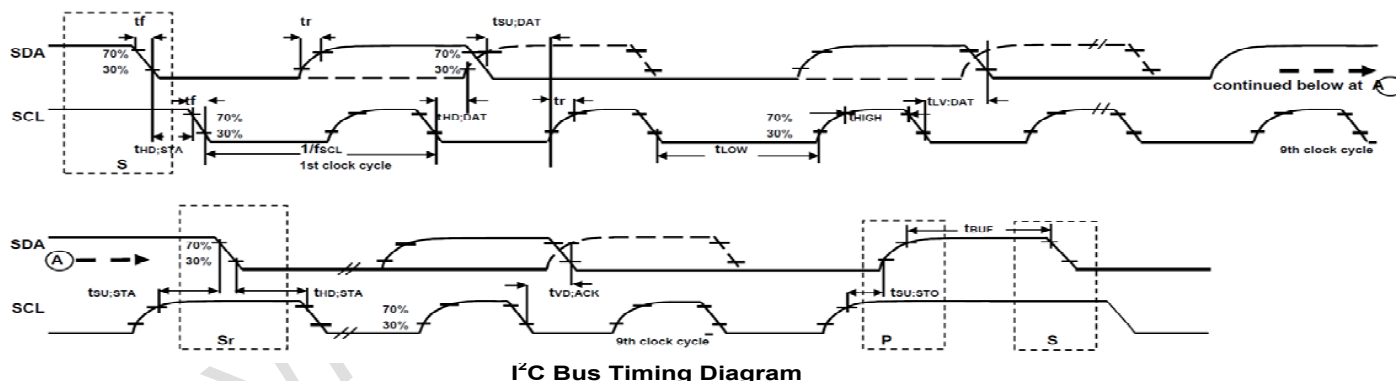 tf tr tSU;DAT
SDA 70% 70%
30% 30%
continued below at A
SCL tf 70% tHD;DAT tr 70% tHIGH tLV:DAT
30% 30%
tHD;STA 1/fSCL tLOW
S 1st clock cycle 9th clock cycle
SDA 70% tBUF
A 30%
tSU;STA tHD;STA tVD;ACK tSU;STO
SCL 70%
30%
Sr 9th clock cycle P S
I²C Bus Timing Diagram